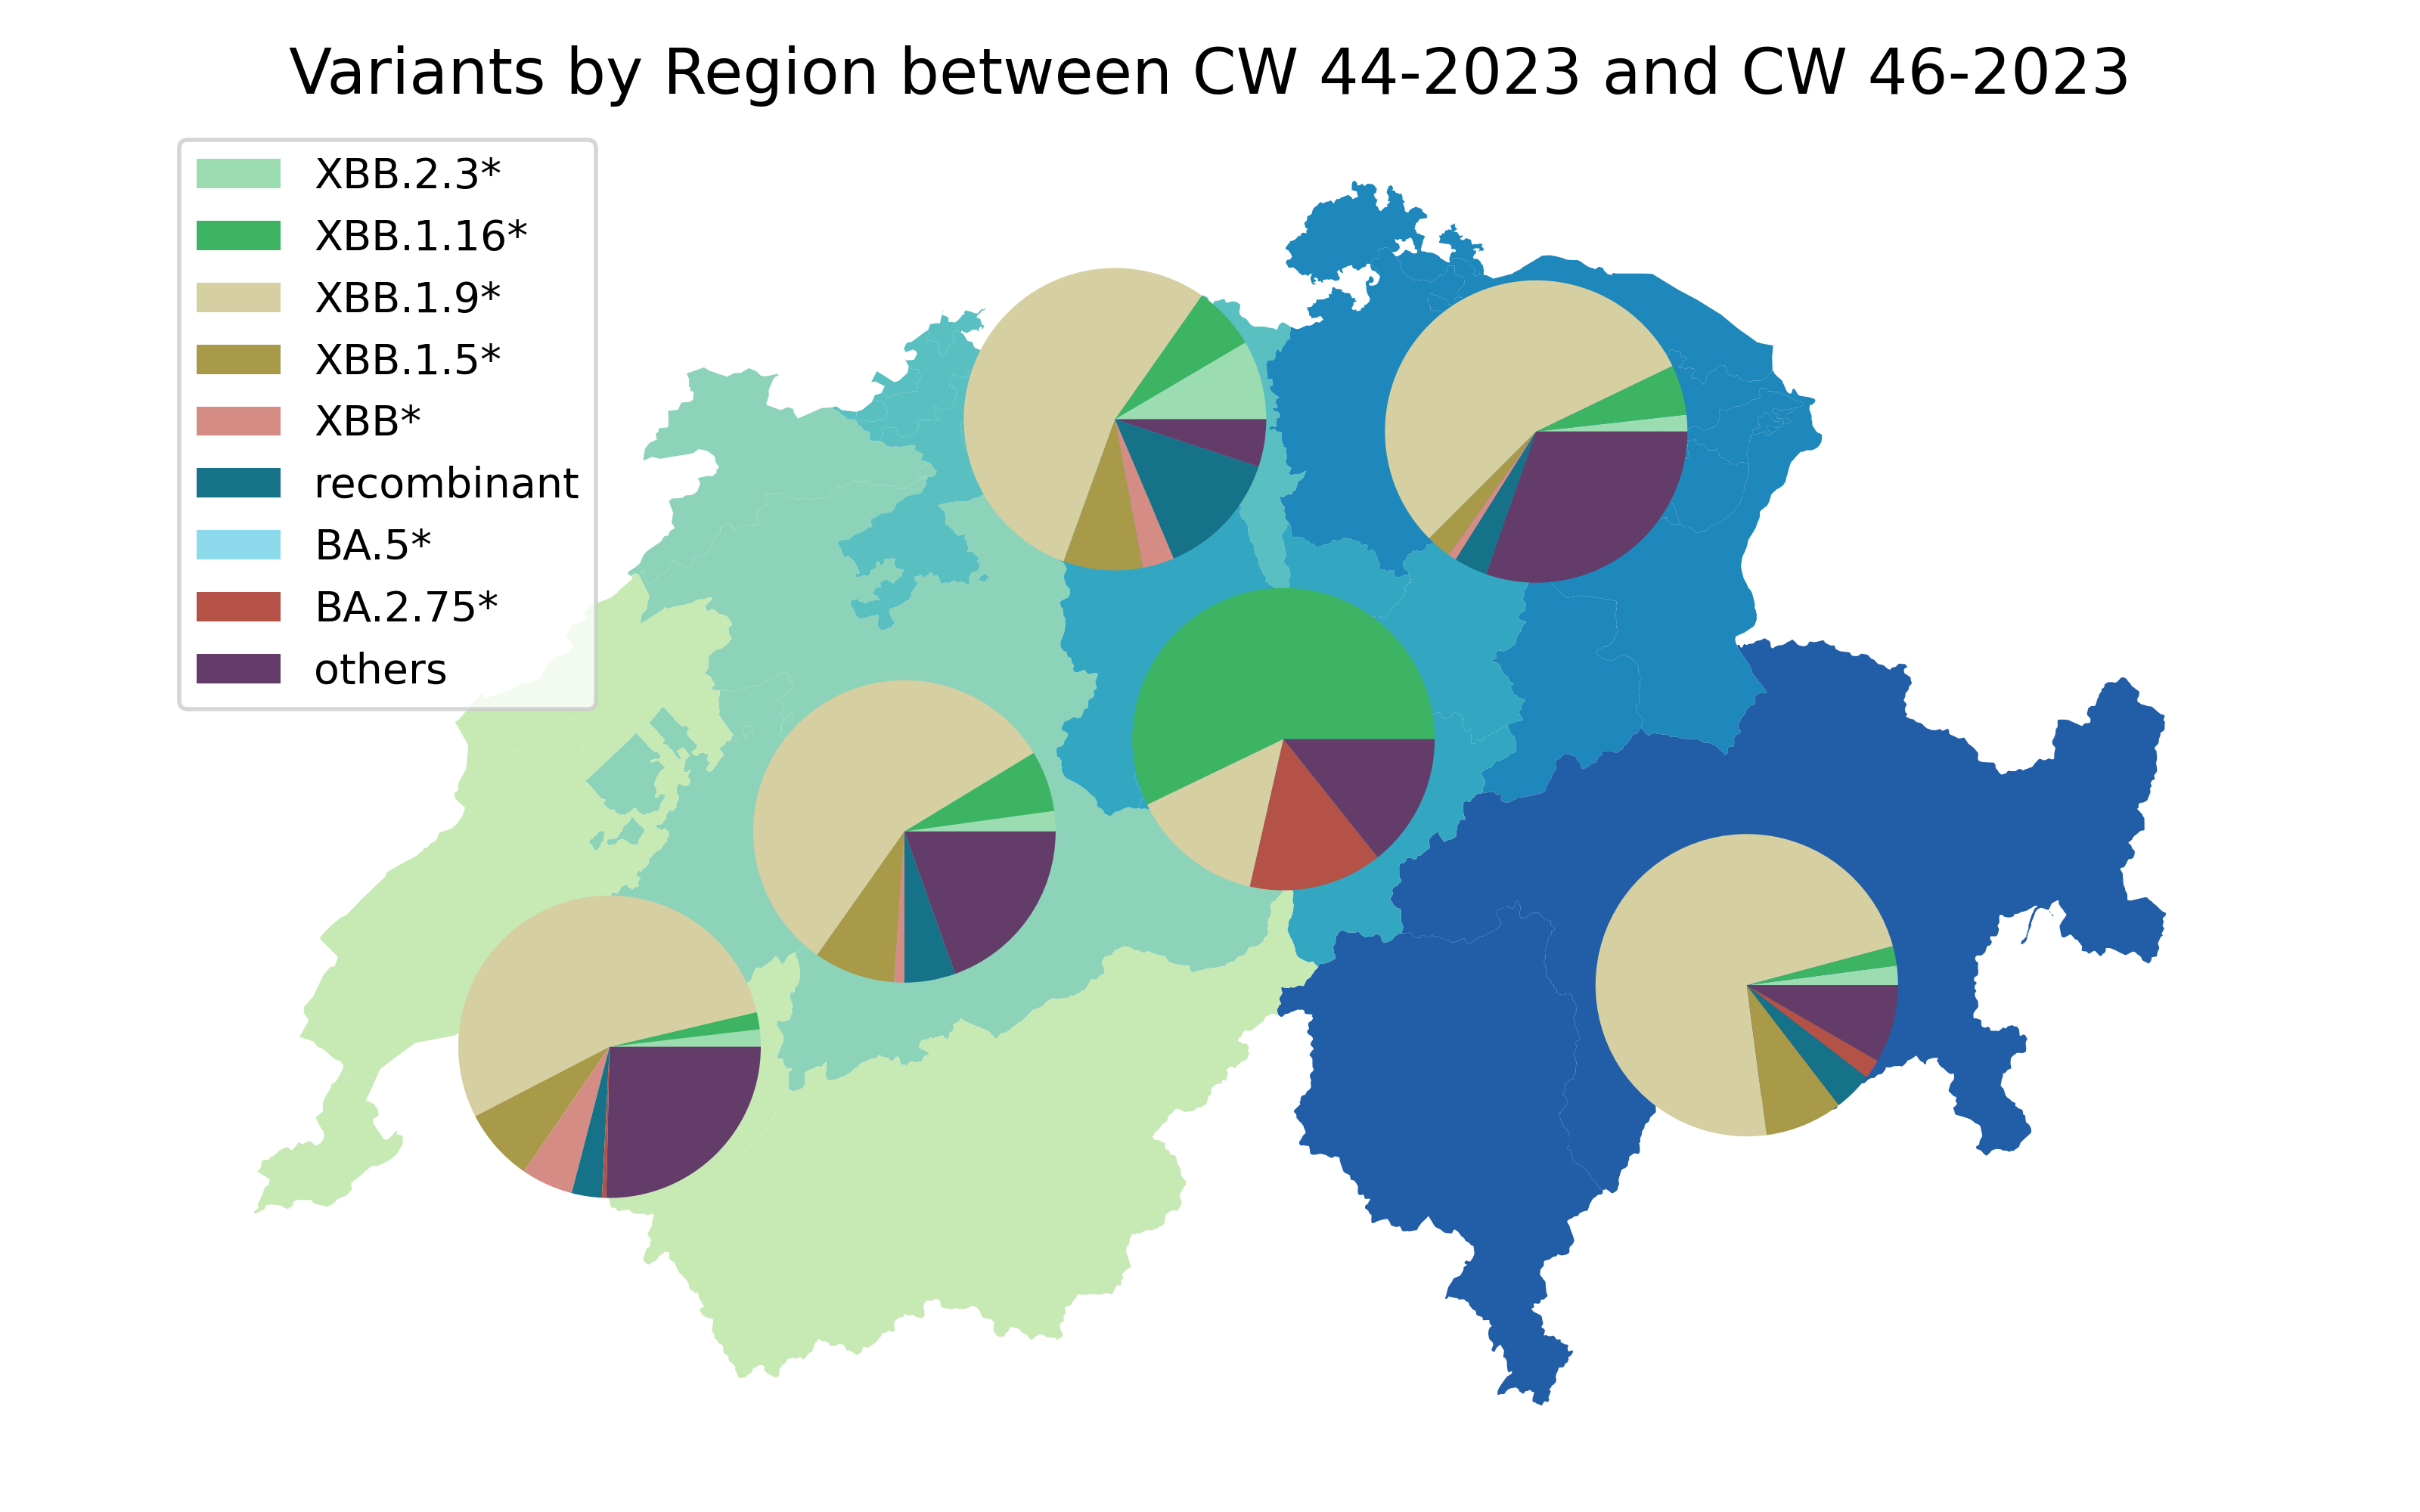 Variants by Region between CW 44-2023 and CW 46-2023
XBB.2.3*
XBB.1.16*
XBB.1.9*
XBB.1.5*
XBB*
recombinant
BA.5*
BA.2.75*
others